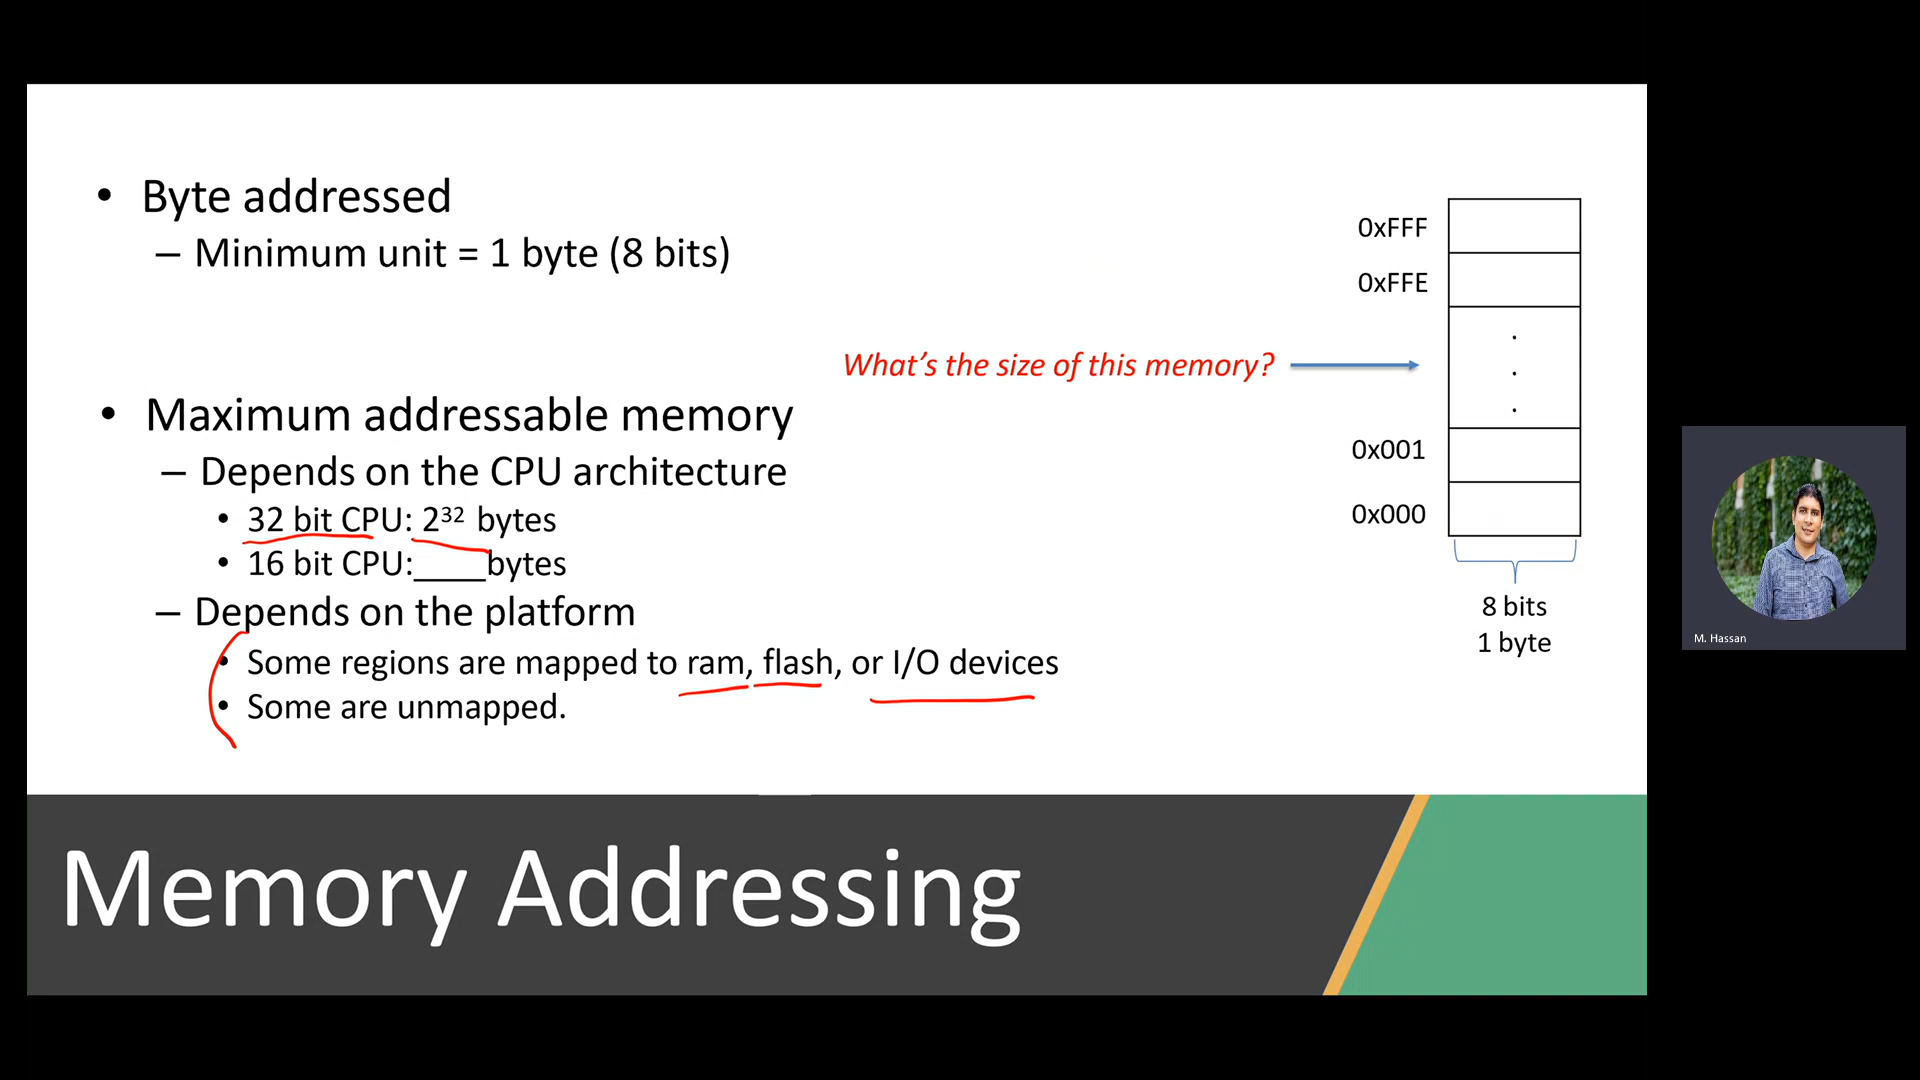 • Byte addressed
– Minimum unit = 1 byte (8 bits)
What's the size of this memory?
• Maximum addressable memory
– Depends on the CPU architecture
• 32 bit CPU: 2³² bytes
• 16 bit CPU:____bytes
– Depends on the platform
• Some regions are mapped to ram, flash, or I/O devices
• Some are unmapped.
0xFFF
0xFFE
.
.
.
0x001
0x000
8 bits
1 byte
Memory Addressing
M. Hassan